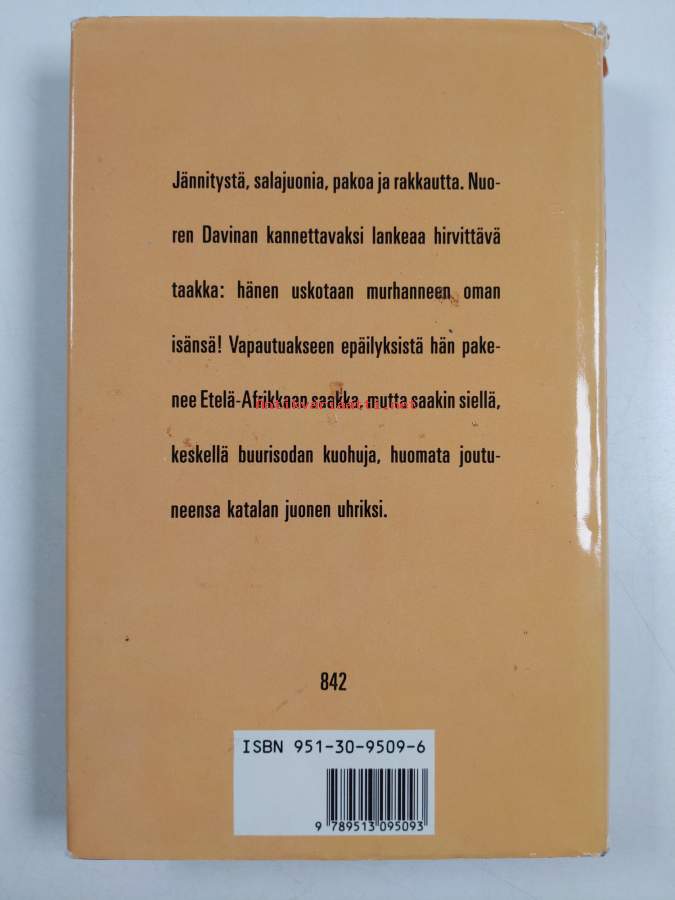 Jännitystä, salajuonia, pakoa ja rakkautta. Nuo-
ren Davinan kannettavaksi lankeaa hirvittävä
taakka: hänen uskotaan murhanneen oman
isänsä! Vapautuakseen epäilyksistä hän pake-
nee Etelä-Afrikkaan saakka, mutta saakin siellä,
Antikvariaatti.net
keskellä buurisodan kuohuja, huomata joutu-
neensa katalan juonen uhriksi.
842
ISBN 951-30-9509-6
9 789513 095093